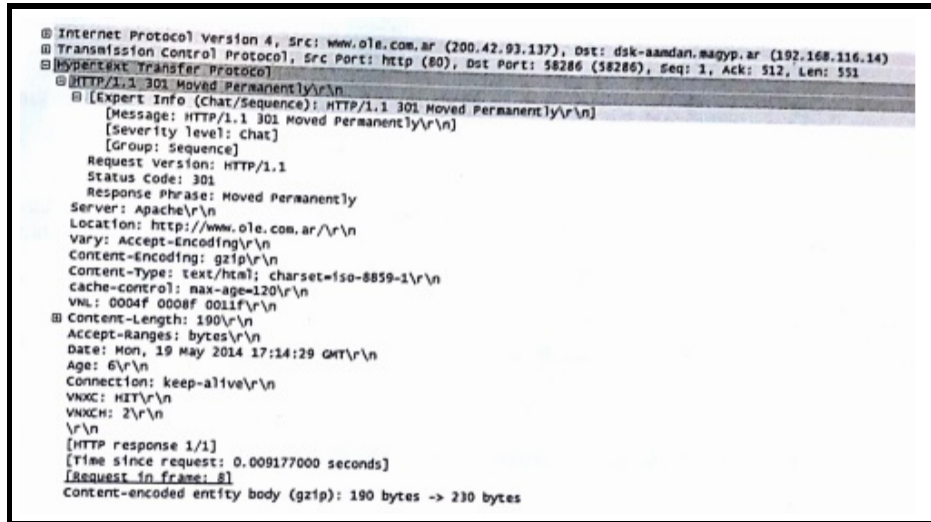 Internet Protocol Version 4, Src: www.ole.com.ar (200.42.93.137), Dst: dsk-aamdan.magyp.ar (192.168.116.14)
Transmission Control Protocol, Src Port: http (80), Dst Port: 58286 (58286), Seq: 1, Ack: 512, Len: 551
Hypertext Transfer Protocol
HTTP/1.1 301 Moved Permanently\r\n
[Expert Info (Chat/Sequence): HTTP/1.1 301 Moved Permanently\r\n]
[Message: HTTP/1.1 301 Moved Permanently\r\n]
[Severity level: Chat]
[Group: Sequence]
Request Version: HTTP/1.1
Status Code: 301
Response Phrase: Moved Permanently
Server: Apache\r\n
Location: http://www.ole.com.ar/\r\n
Vary: Accept-Encoding\r\n
Content-Encoding: gzip\r\n
Content-Type: text/html; charset=iso-8859-1\r\n
cache-control: max-age=120\r\n
VNL: 0004f 0008f 0011f\r\n
Content-Length: 190\r\n
Accept-Ranges: bytes\r\n
Date: Mon, 19 May 2014 17:14:29 GMT\r\n
Age: 6\r\n
Connection: keep-alive\r\n
VNXC: HIT\r\n
VNXCH: 2\r\n
\r\n
[HTTP response 1/1]
[Time since request: 0.009177000 seconds]
[Request in frame: 8]
Content-encoded entity body (gzip): 190 bytes -> 230 bytes